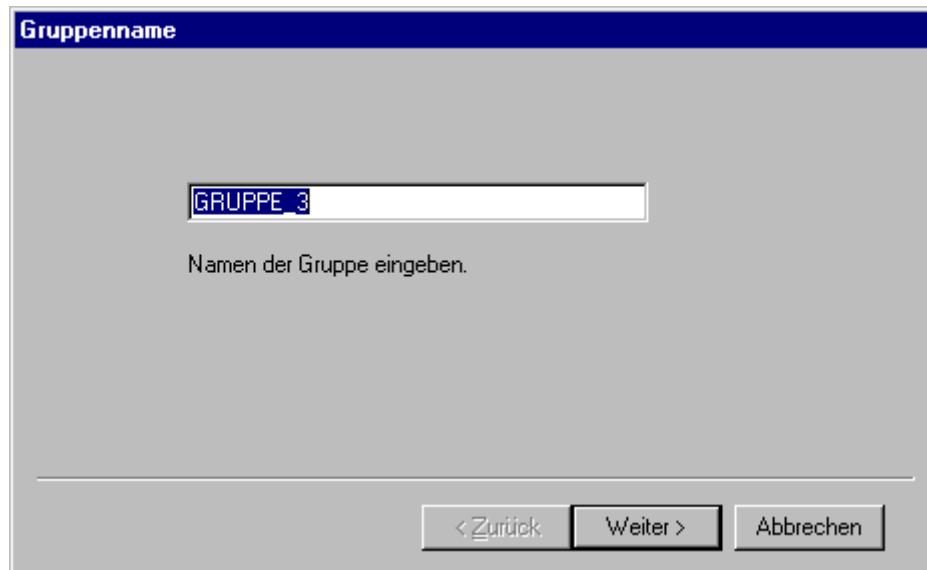 Gruppenname
GRUPPE_3
Namen der Gruppe eingeben.
< Zurück Weiter > Abbrechen